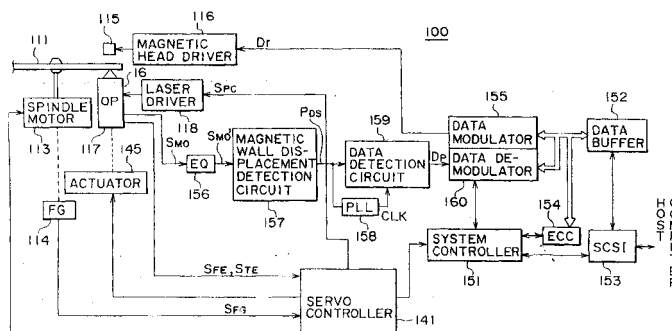 115
116
111
MAGNETIC
HEAD DRIVER
Dr
100
16
OP
LASER
DRIVER
118
SPC
SPINDLE
MOTOR
113
117
145
SMO
EQ
156
SMO'
MAGNETIC
WALL DIS-
PLACEMENT
DETECTION
CIRCUIT
157
PDS
159
DATA
DETECTION
CIRCUIT
DP
PLL
158
CLK
155
DATA
MODULATOR
DATA DE-
MODULATOR
160
152
DATA
BUFFER
154
ECC
ACTUATOR
FG
114
SFE, STE
SFG
SERVO
CONTROLLER
141
SYSTEM
CONTROLLER
151
SCSI
153
HOST